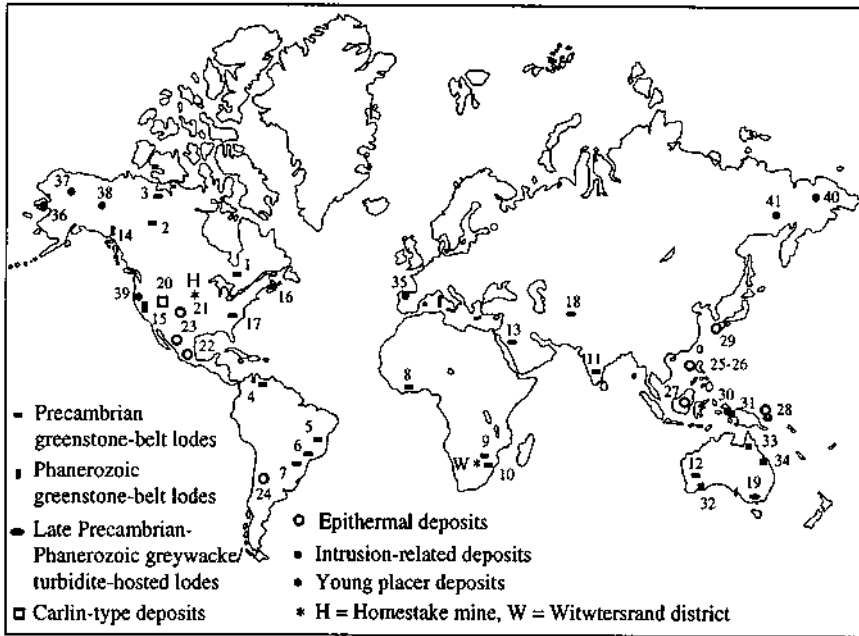 37
38
3
36
2
14
1
41
40
20
H
39
21
16
35
15
17
18
23
22
13
29
11
25-26
8
4
27
30
31
28
5
9
33
6
W
10
12
34
7
24
32
19
Precambrian
greenstone-belt lodes
Phanerozoic
greenstone-belt lodes
Late Precambrian-
Phanerozoic greywacke/
turbidite-hosted lodes
Carlin-type deposits
Epithermal deposits
Intrusion-related deposits
Young placer deposits
* H = Homestake mine, W = Witwtersrand district